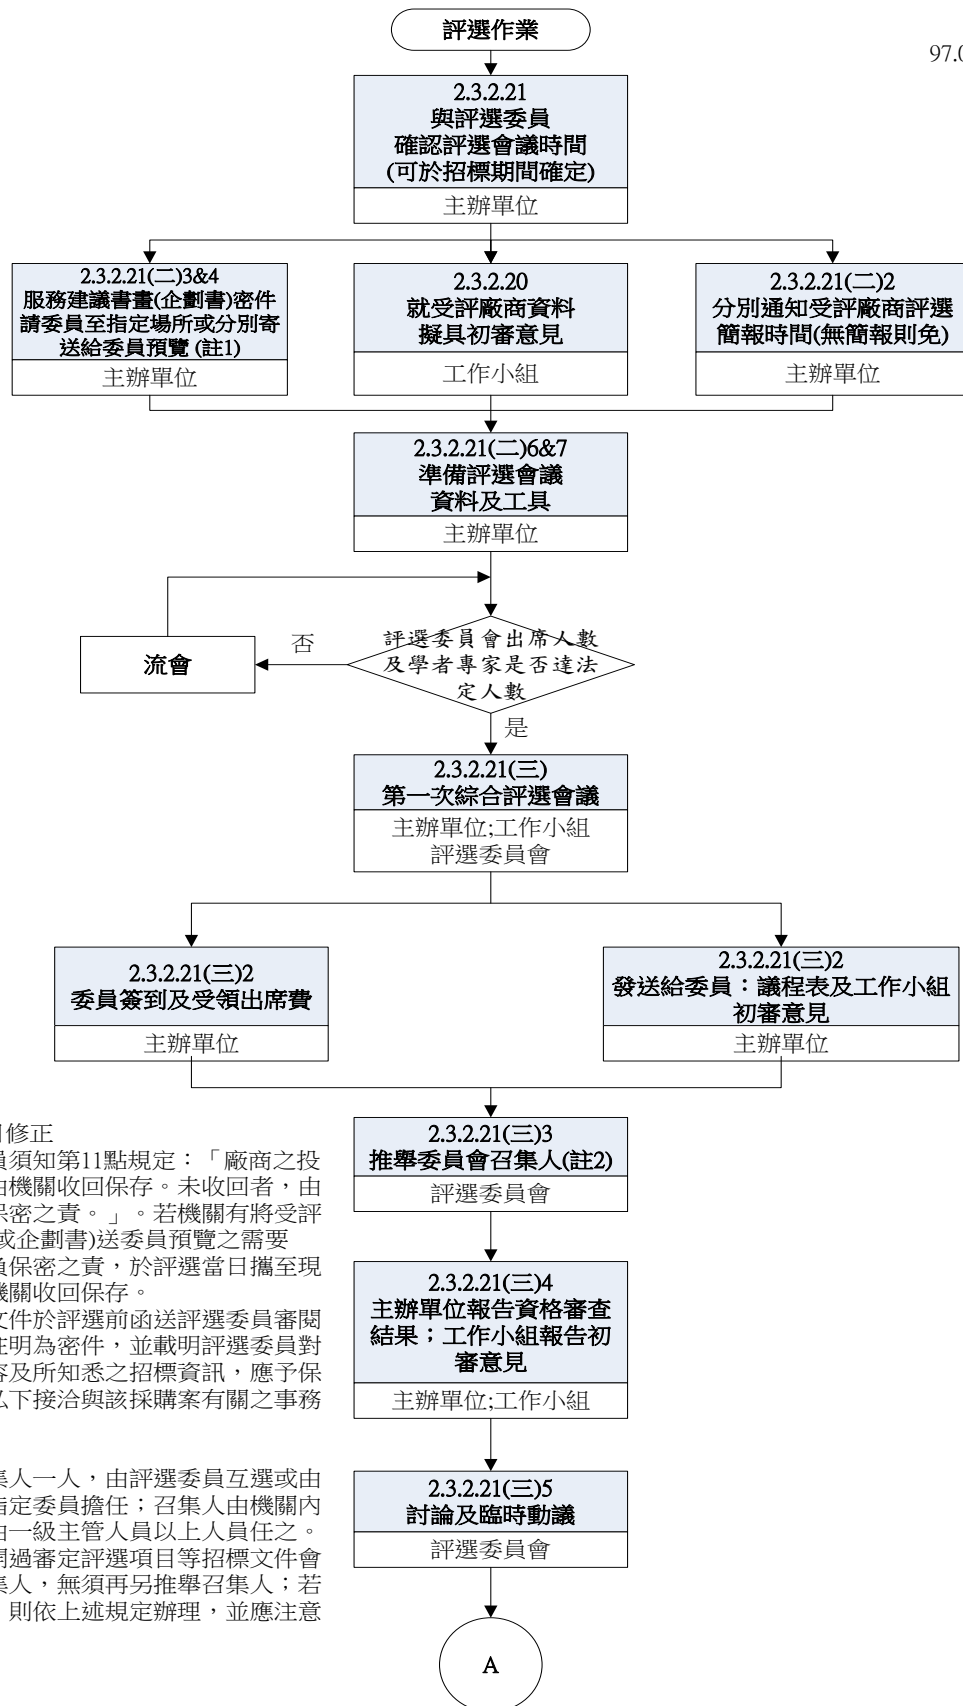 評選作業
97.0
2.3.2.21
與評選委員
確認評選會議時間
(可於招標期間確定)
主辦單位
2.3.2.21(二)3&4
服務建議書畫(企劃書)密件
請委員至指定場所或分別寄
送給委員預覽 (註1)
主辦單位
2.3.2.20
就受評廠商資料
擬具初審意見
工作小組
2.3.2.21(二)2
分別通知受評廠商評選
簡報時間(無簡報則免)
主辦單位
2.3.2.21(二)6&7
準備評選會議
資料及工具
主辦單位
評選委員會出席人數
及學者專家是否達法
定人數
否
流會
是
2.3.2.21(三)
第一次綜合評選會議
主辦單位;工作小組
評選委員會
2.3.2.21(三)2
委員簽到及受領出席費
主辦單位
2.3.2.21(三)2
發送給委員：議程表及工作小組
初審意見
主辦單位
2.3.2.21(三)3
推舉委員會召集人(註2)
評選委員會
2.3.2.21(三)4
主辦單位報告資格審查
結果；工作小組報告初
審意見
主辦單位;工作小組
2.3.2.21(三)5
討論及臨時動議
評選委員會
A
修正
員須知第11點規定：「廠商之投
由機關收回保存。未收回者，由
保密之責。」。若機關有將受評
或企劃書)送委員預覽之需要
負保密之責，於評選當日攜至現
機關收回保存。
文件於評選前函送評選委員審閱
註明為密件，並載明評選委員對
容及所知悉之招標資訊，應予保
私下接洽與該採購案有關之事務
集人一人，由評選委員互選或由
指定委員擔任；召集人由機關內
由一級主管人員以上人員任之。
開過審定評選項目等招標文件會
集人，無須再另推舉召集人；若
則依上述規定辦理，並應注意